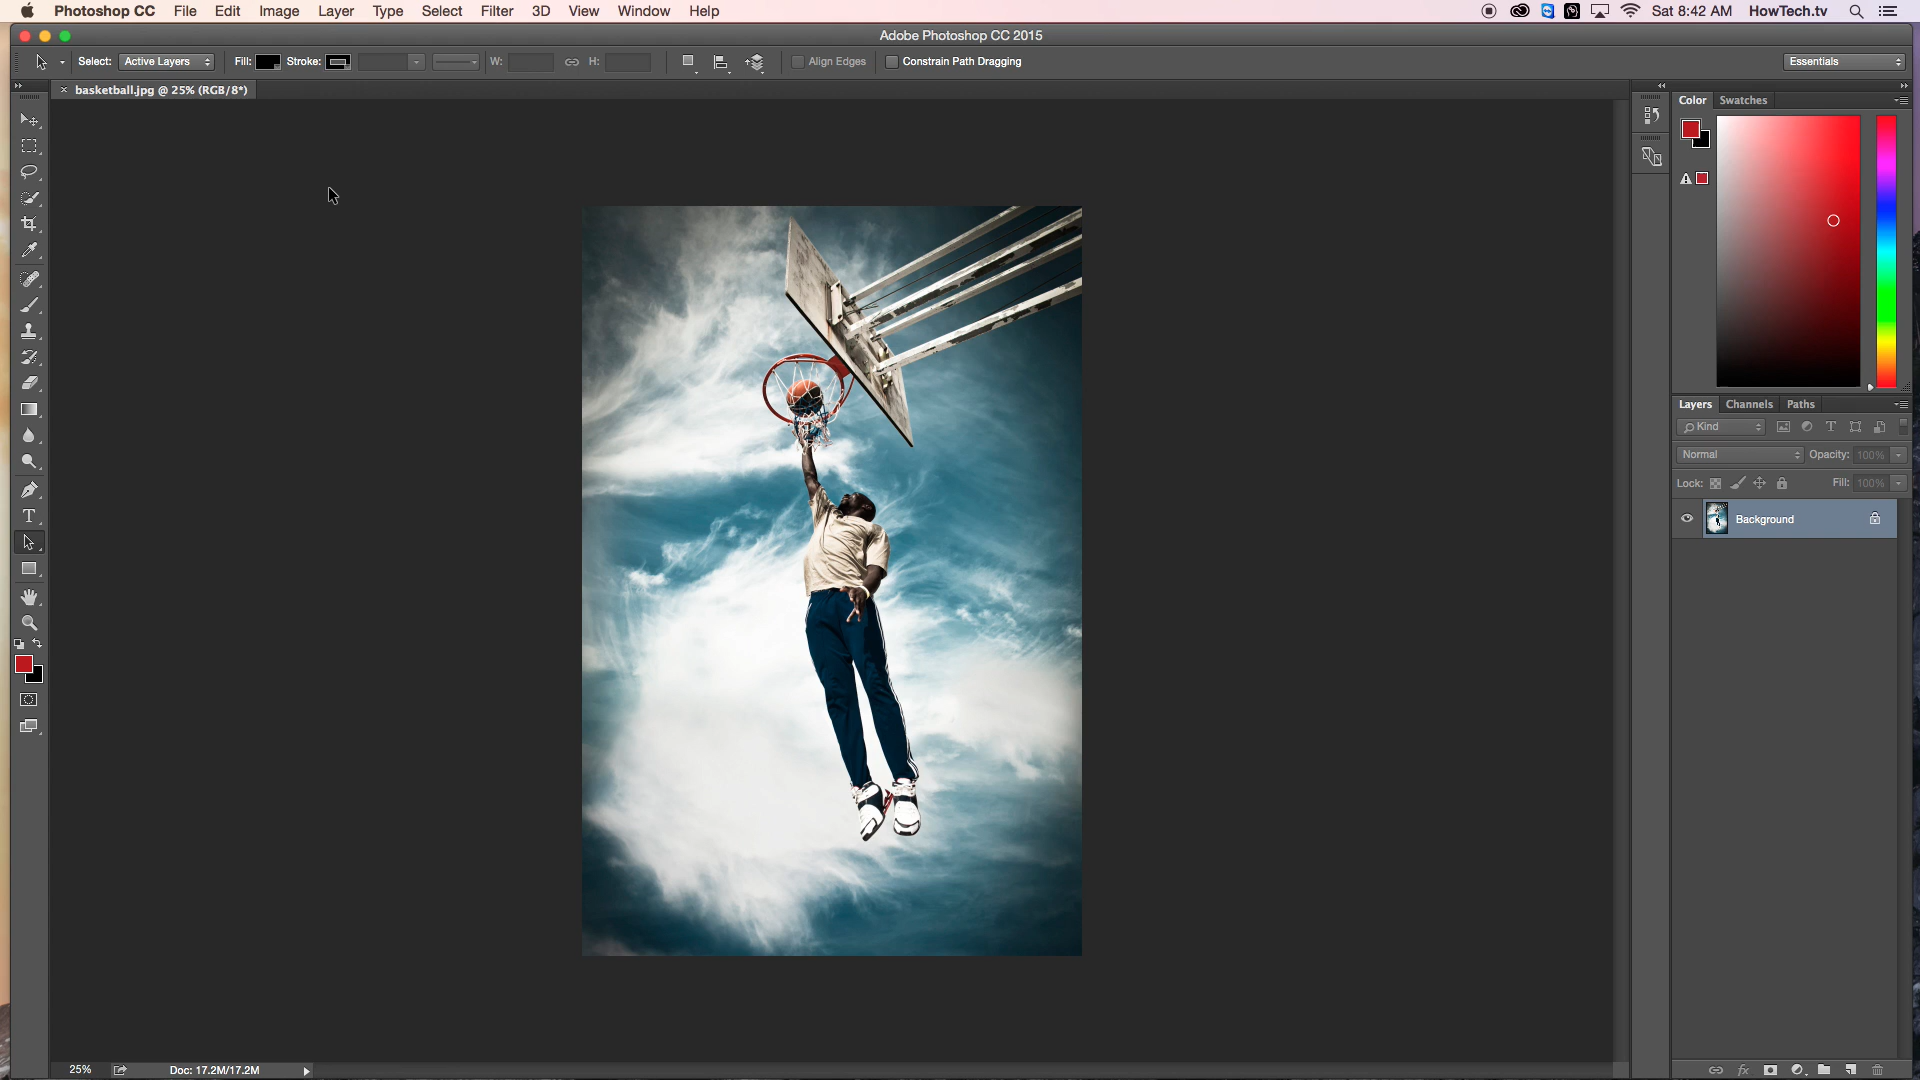 Photoshop CC File Edit Image Layer Type Select Filter 3D View Window Help Sat 8:42 AM HowTech.tv
Adobe Photoshop CC 2015
Select: Active Layers Fill: Stroke: W: H: Align Edges Constrain Path Dragging Essentials
basketball.jpg @ 25% (RGB/8*)
Color Swatches
Layers Channels Paths
Kind
Normal Opacity: 100%
Lock: Fill: 100%
Background
25% Doc: 17.2M/17.2M